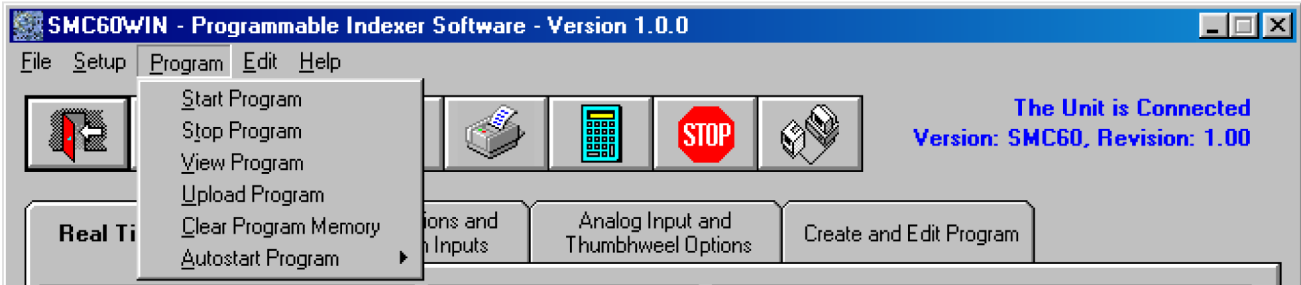 SMC60WIN - Programmable Indexer Software - Version 1.0.0
File Setup Program Edit Help
Start Program
Stop Program
View Program
Upload Program
Clear Program Memory
Autostart Program
STOP
The Unit is Connected
Version: SMC60, Revision: 1.00
Real Ti
ions and
Inputs
Analog Input and
Thumbhweel Options
Create and Edit Program